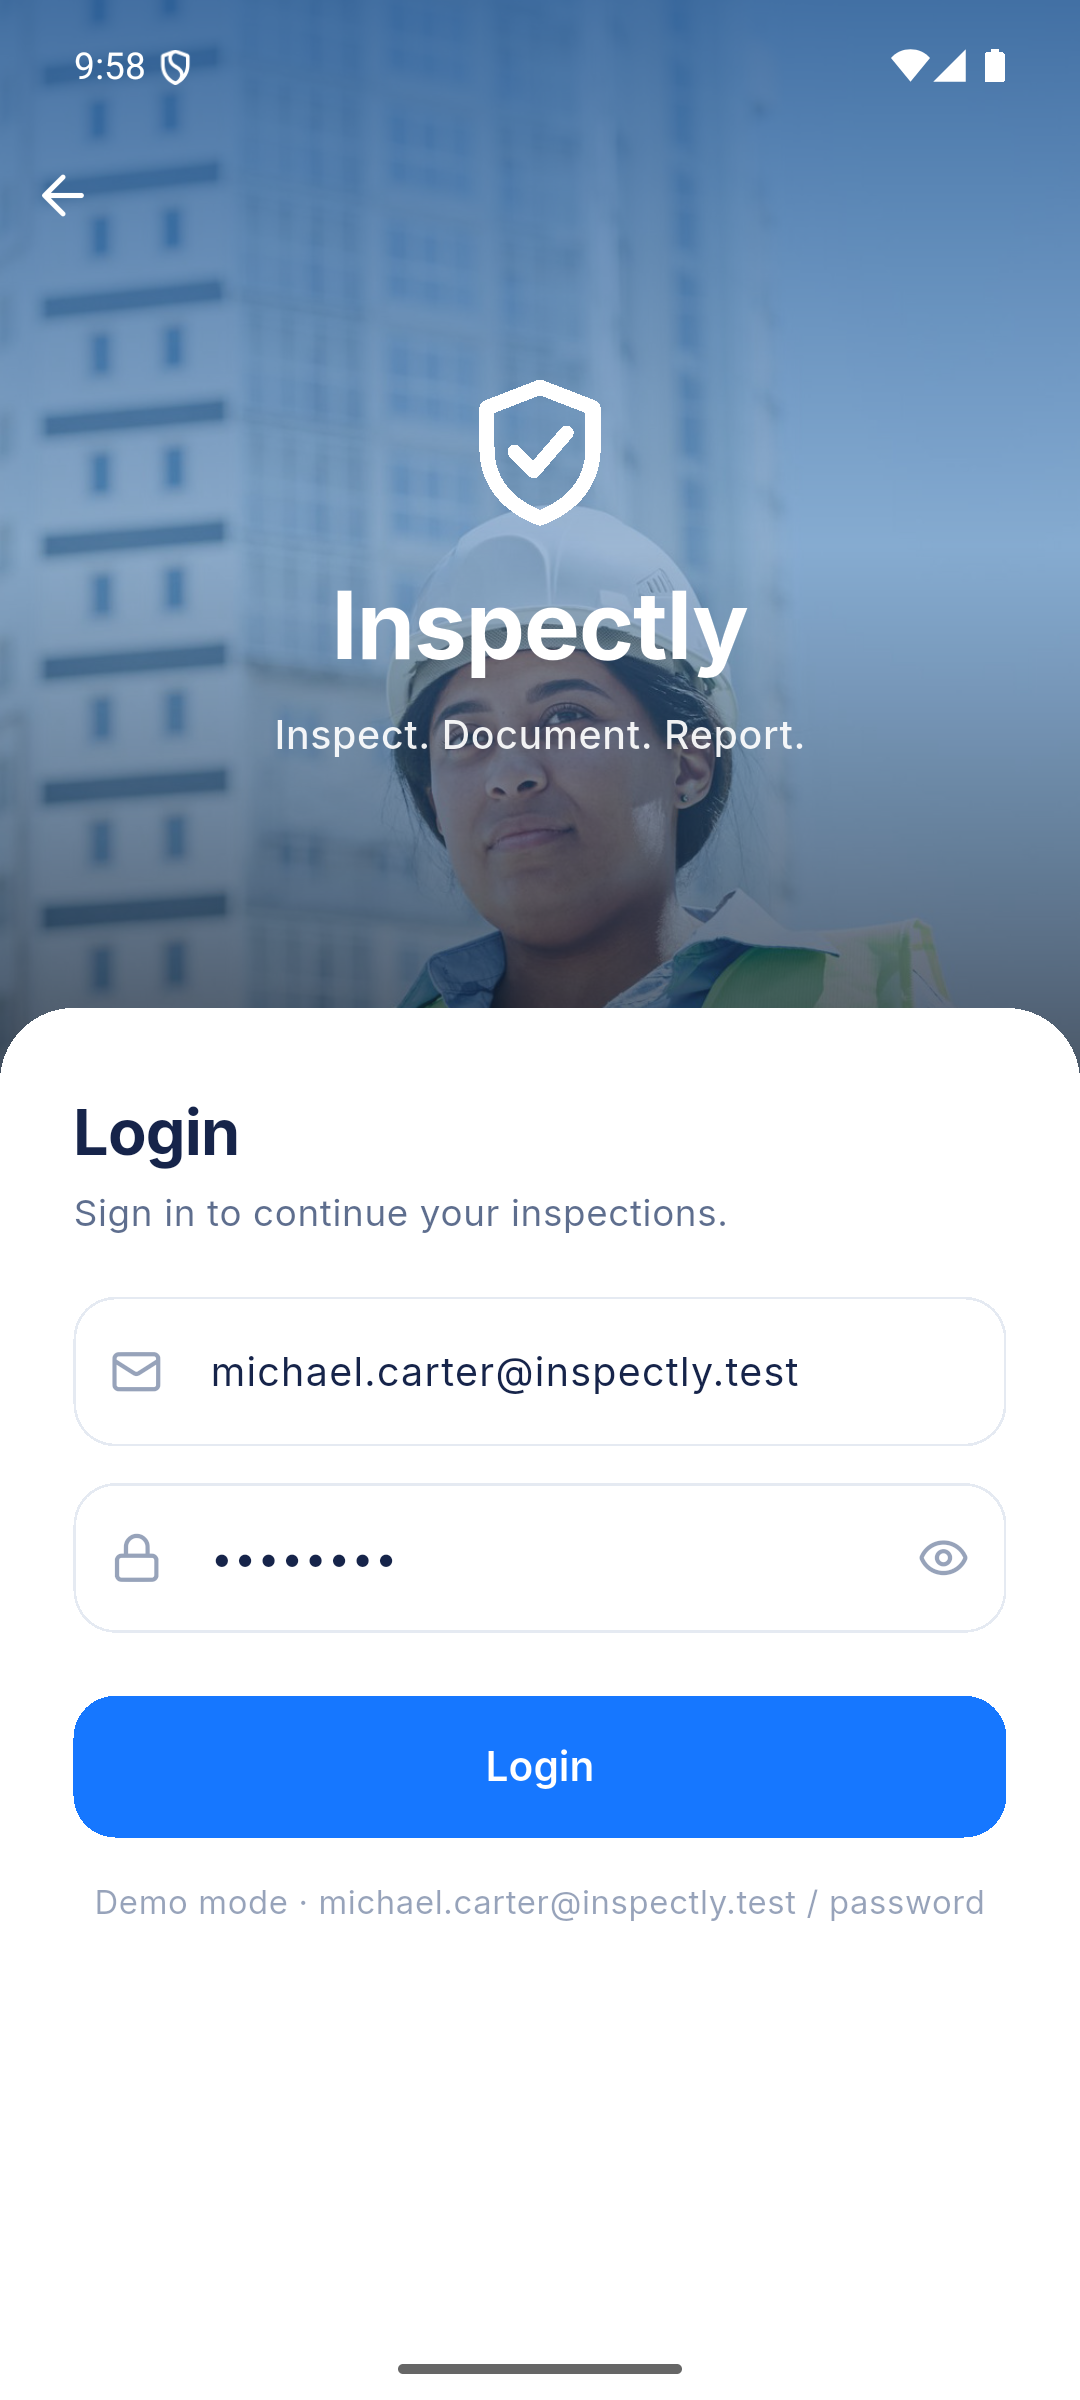 9:58
Inspectly
Inspect. Document. Report.
Login
Sign in to continue your inspections.
michael.carter@inspectly.test
••••••••
Login
Demo mode · michael.carter@inspectly.test / password